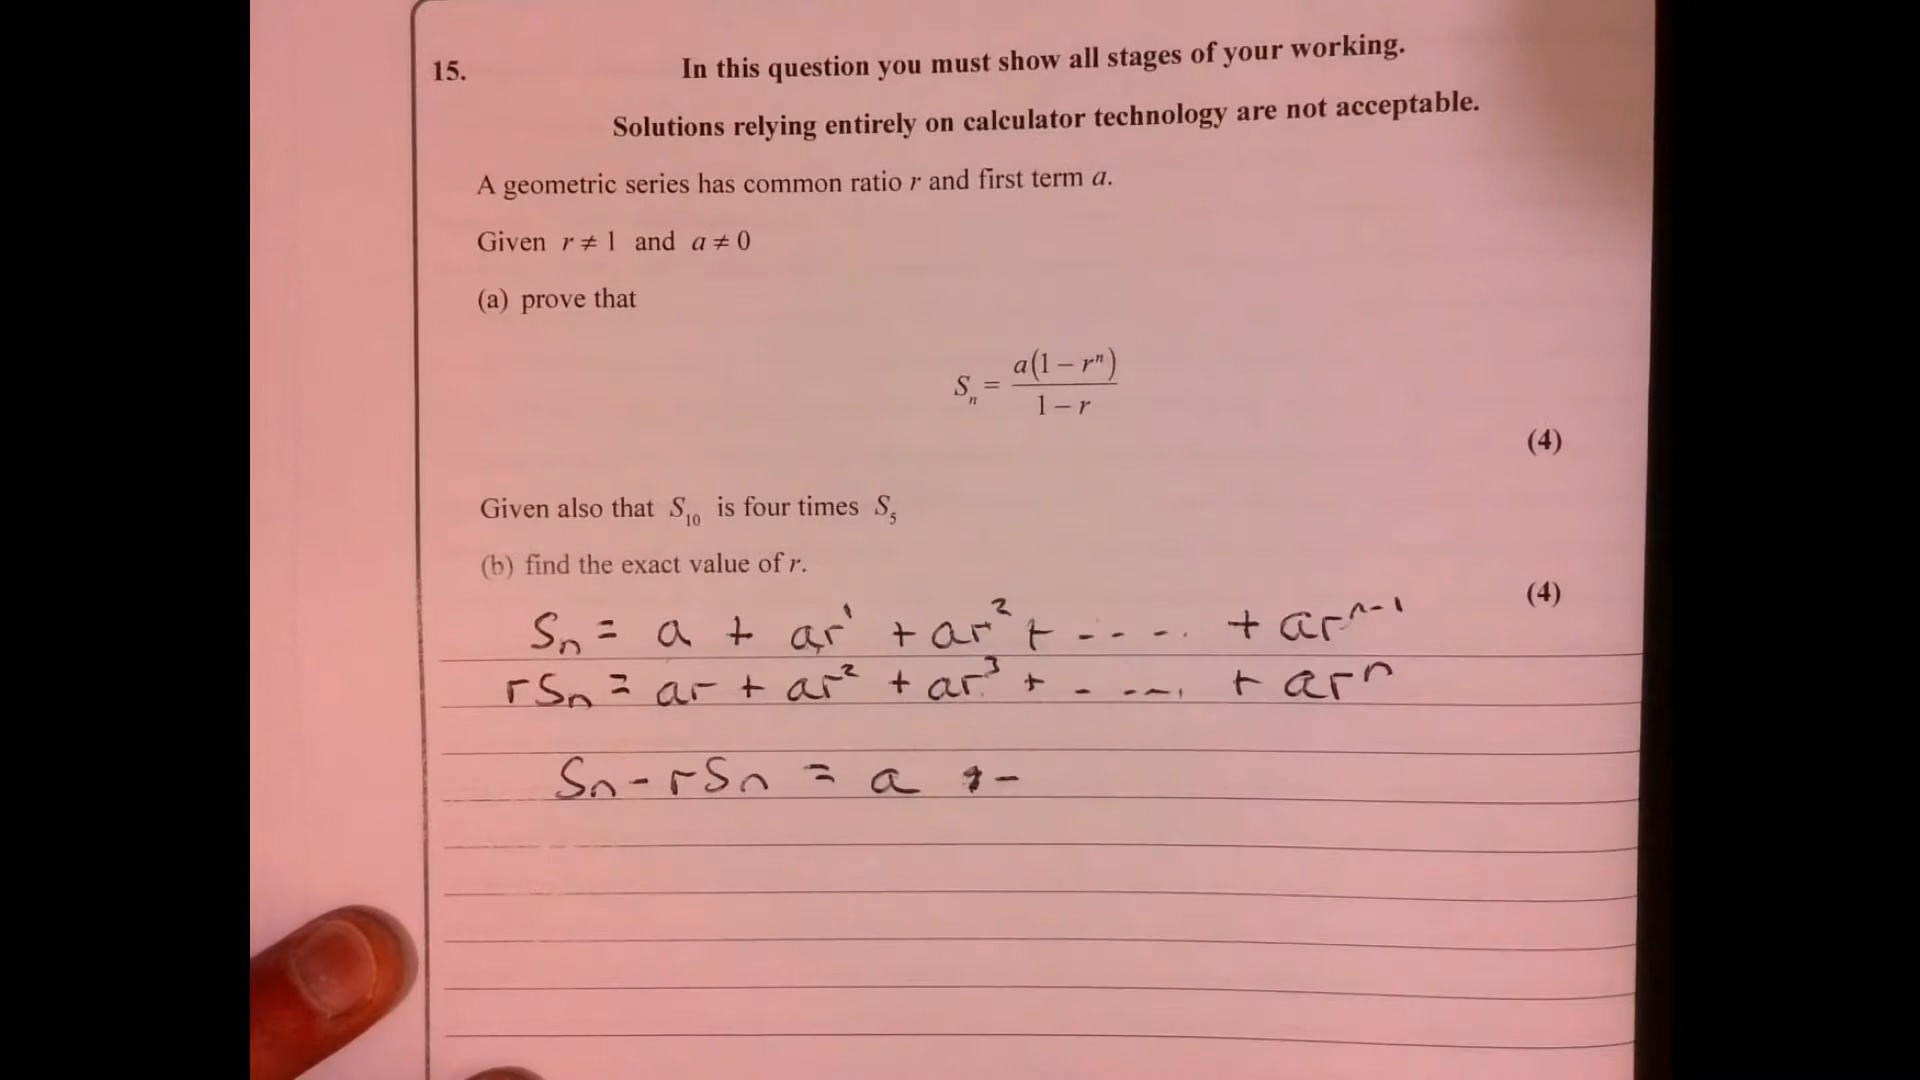 15. In this question you must show all stages of your working.
Solutions relying entirely on calculator technology are not acceptable.
A geometric series has common ratio r and first term a.
Given r ≠ 1 and a ≠ 0
(a) prove that
Sₙ = a(1 − rⁿ) / (1 − r)
(4)
Given also that S₁₀ is four times S₅
(b) find the exact value of r.
(4)
Sₙ = a + ar¹ + ar² + ---- + arⁿ⁻¹
rSₙ = ar + ar² + ar³ + ---- + arⁿ
Sₙ - rSₙ = a -